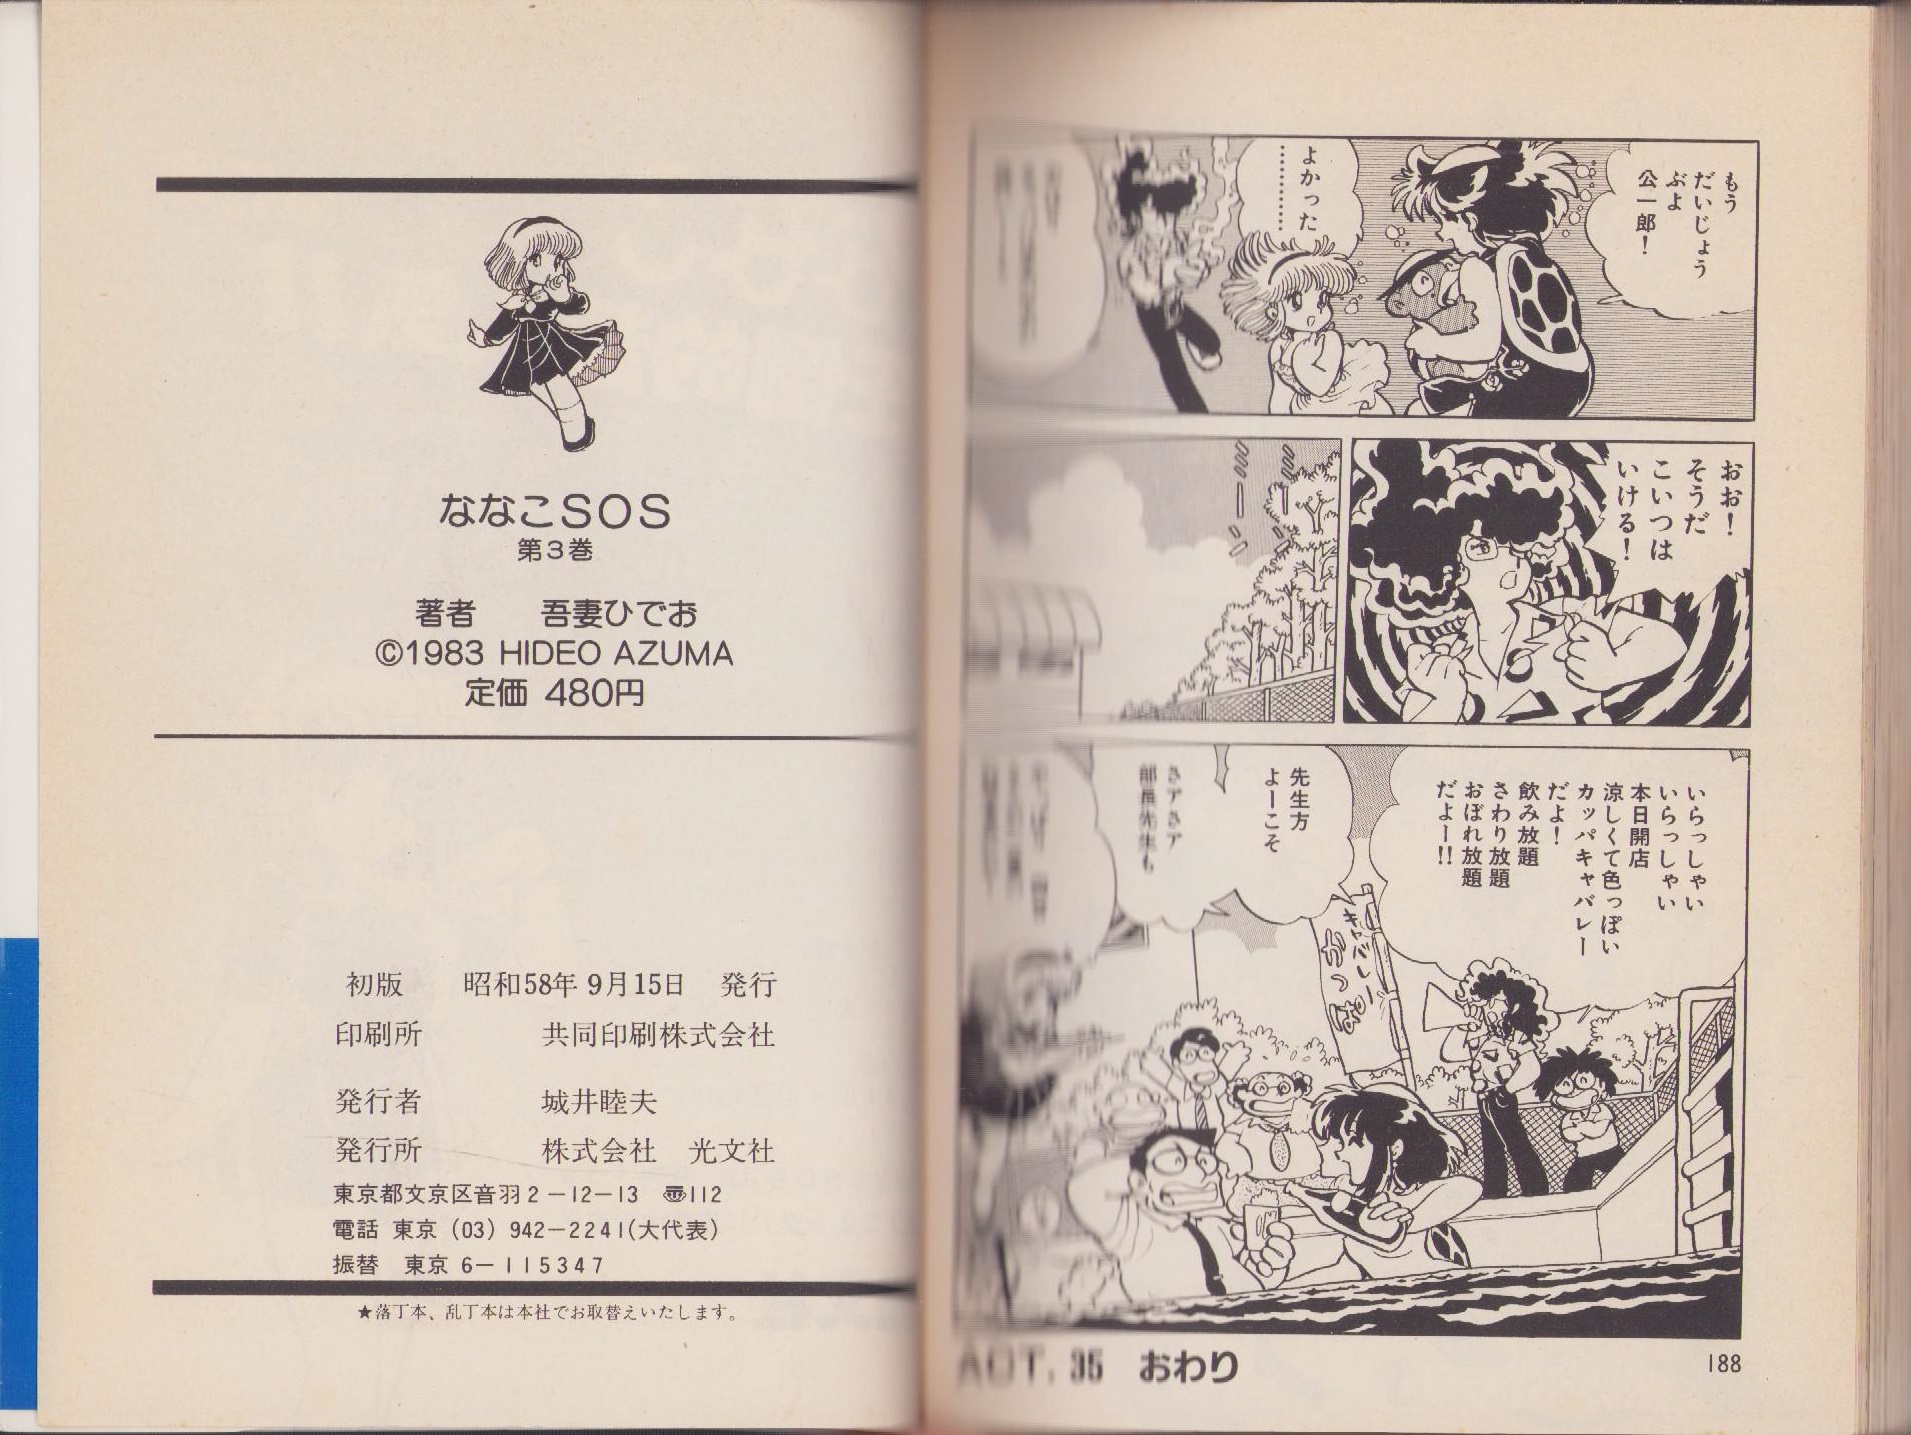 もう
だいじょう
ぶよ
公一郎！
よかった
…………
おお！
そうだ
こいつは
いける！
いらっしゃい
いらっしゃい
本日開店
涼しくて色っぽい
カッパキャバレー
だよ！
飲み放題
さわり放題
おぼれ放題
だよー!!
先生方
よーこそ
さァさァ
部長先生も
キャバレー
かっぱ
ACT. 35 おわり
188
ななこSOS
第3巻
著者 吾妻ひでお
©1983 HIDEO AZUMA
定価 480円
初版 昭和58年9月15日 発行
印刷所 共同印刷株式会社
発行者 城井睦夫
発行所 株式会社 光文社
東京都文京区音羽2-12-13 〠112
電話 東京 (03) 942-2241(大代表)
振替 東京 6-115347
★落丁本、乱丁本は本社でお取替えいたします。